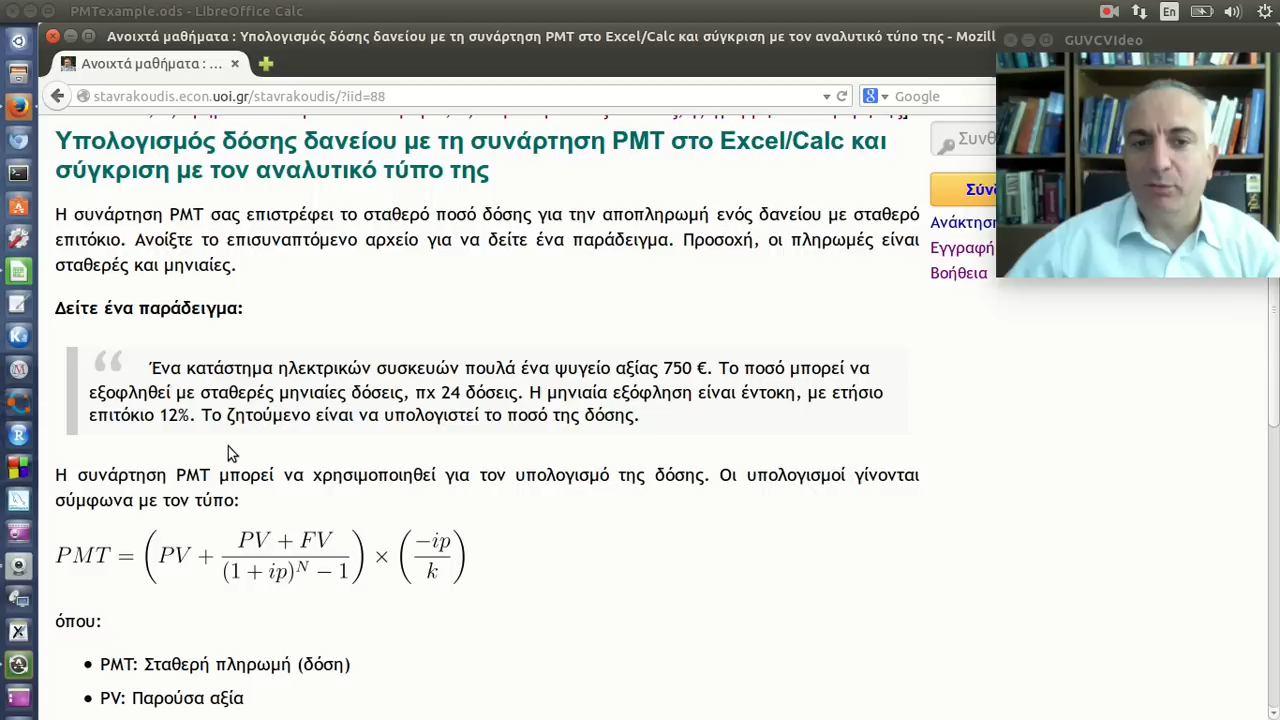 PMTexample.ods - LibreOffice Calc
En
Ανοιχτά μαθήματα : Υπολογισμός δόσης δανείου με τη συνάρτηση PMT στο Excel/Calc και σύγκριση με τον αναλυτικό τύπο της - Mozill
GUVCVIdeo
Ανοιχτά μαθήματα : ...
stavrakoudis.econ.uoi.gr/stavrakoudis/?iid=88
Google
Υπολογισμός δόσης δανείου με τη συνάρτηση PMT στο Excel/Calc και
σύγκριση με τον αναλυτικό τύπο της
Συνθ
Σύνδ
Ανάκτηση
Εγγραφή
Βοήθεια
Η συνάρτηση PMT σας επιστρέφει το σταθερό ποσό δόσης για την αποπληρωμή ενός δανείου με σταθερό
επιτόκιο. Ανοίξτε το επισυναπτόμενο αρχείο για να δείτε ένα παράδειγμα. Προσοχή, οι πληρωμές είναι
σταθερές και μηνιαίες.
Δείτε ένα παράδειγμα:
“ Ένα κατάστημα ηλεκτρικών συσκευών πουλά ένα ψυγείο αξίας 750 €. Το ποσό μπορεί να
εξοφληθεί με σταθερές μηνιαίες δόσεις, πχ 24 δόσεις. Η μηνιαία εξόφληση είναι έντοκη, με ετήσιο
επιτόκιο 12%. Το ζητούμενο είναι να υπολογιστεί το ποσό της δόσης.
Η συνάρτηση PMT μπορεί να χρησιμοποιηθεί για τον υπολογισμό της δόσης. Οι υπολογισμοί γίνονται
σύμφωνα με τον τύπο:
PMT = (PV + (PV + FV)/((1 + ip)^N − 1)) × (−ip/k)
όπου:
• PMT: Σταθερή πληρωμή (δόση)
• PV: Παρούσα αξία